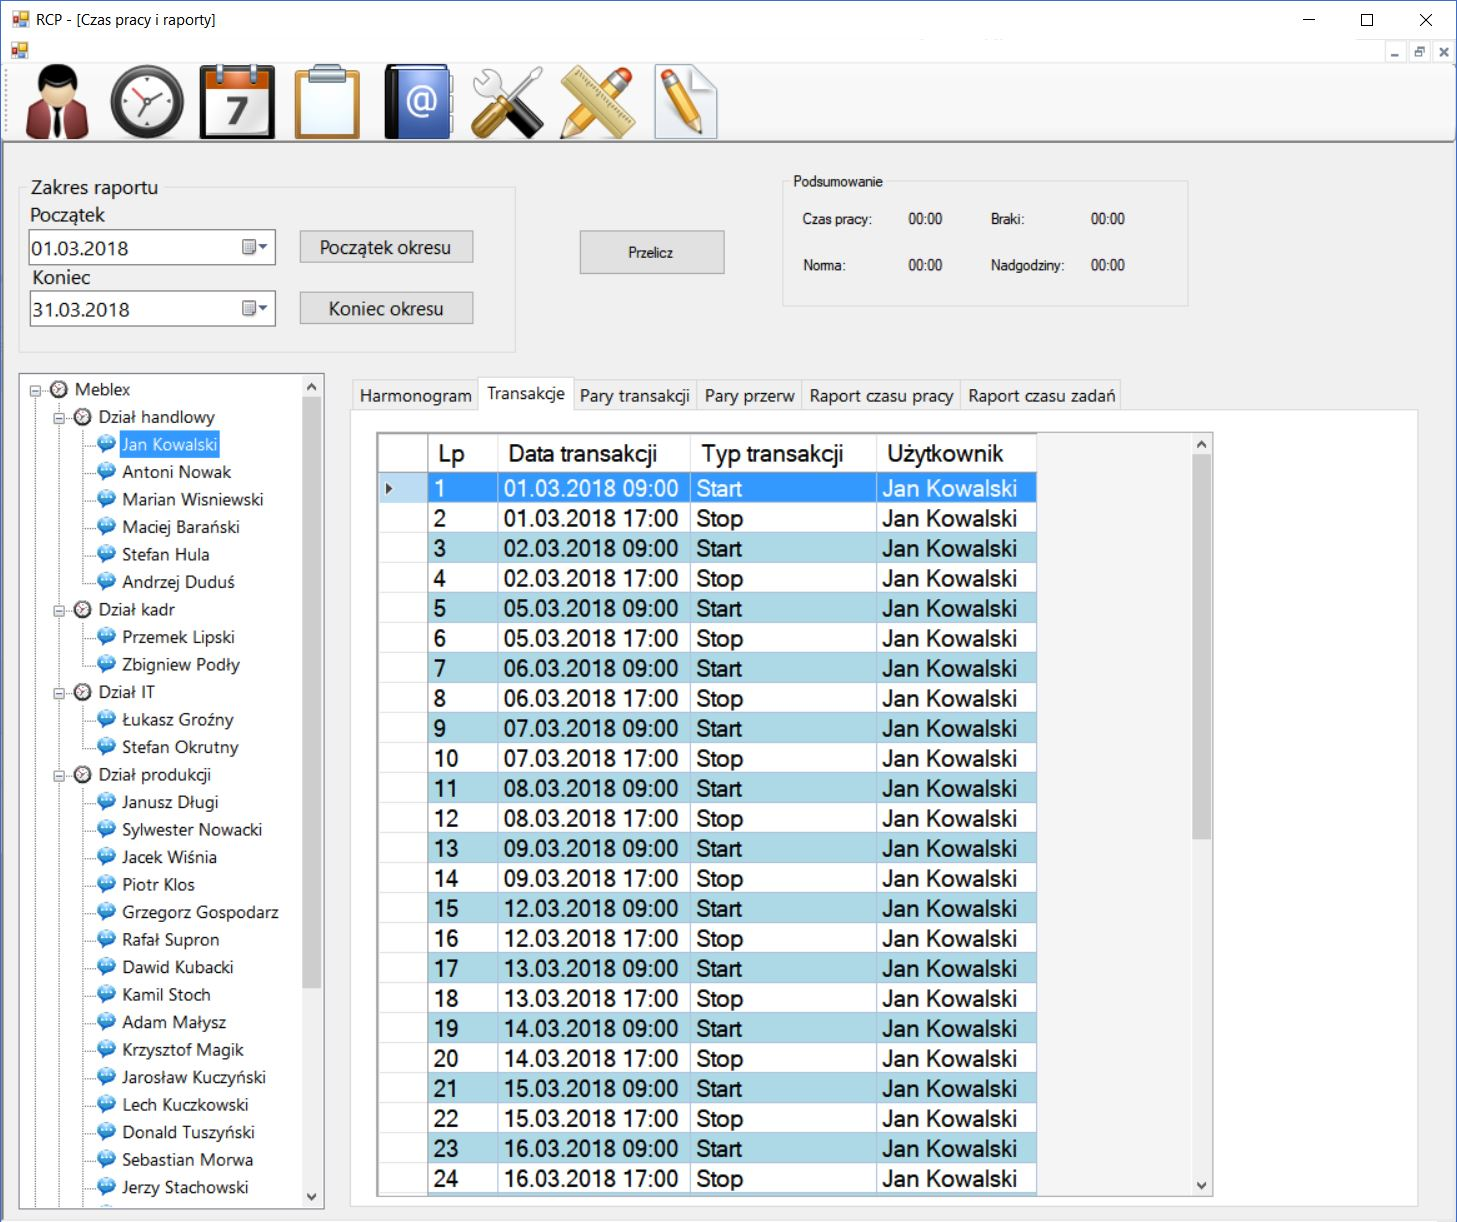 RCP - [Czas pracy i raporty]
7
@
Zakres raportu
Początek
01.03.2018
Początek okresu
Koniec
31.03.2018
Koniec okresu
Przelicz
Podsumowanie
Czas pracy: 00:00 Braki: 00:00
Norma: 00:00 Nadgodziny: 00:00
Meblex
Dział handlowy
Jan Kowalski
Antoni Nowak
Marian Wisniewski
Maciej Barański
Stefan Hula
Andrzej Duduś
Dział kadr
Przemek Lipski
Zbigniew Podły
Dział IT
Łukasz Groźny
Stefan Okrutny
Dział produkcji
Janusz Długi
Sylwester Nowacki
Jacek Wiśnia
Piotr Klos
Grzegorz Gospodarz
Rafał Supron
Dawid Kubacki
Kamil Stoch
Adam Małysz
Krzysztof Magik
Jarosław Kuczyński
Lech Kuczkowski
Donald Tuszyński
Sebastian Morwa
Jerzy Stachowski
Harmonogram Transakcje Pary transakcji Pary przerw Raport czasu pracy Raport czasu zadań
Lp Data transakcji Typ transakcji Użytkownik
1 01.03.2018 09:00 Start Jan Kowalski
2 01.03.2018 17:00 Stop Jan Kowalski
3 02.03.2018 09:00 Start Jan Kowalski
4 02.03.2018 17:00 Stop Jan Kowalski
5 05.03.2018 09:00 Start Jan Kowalski
6 05.03.2018 17:00 Stop Jan Kowalski
7 06.03.2018 09:00 Start Jan Kowalski
8 06.03.2018 17:00 Stop Jan Kowalski
9 07.03.2018 09:00 Start Jan Kowalski
10 07.03.2018 17:00 Stop Jan Kowalski
11 08.03.2018 09:00 Start Jan Kowalski
12 08.03.2018 17:00 Stop Jan Kowalski
13 09.03.2018 09:00 Start Jan Kowalski
14 09.03.2018 17:00 Stop Jan Kowalski
15 12.03.2018 09:00 Start Jan Kowalski
16 12.03.2018 17:00 Stop Jan Kowalski
17 13.03.2018 09:00 Start Jan Kowalski
18 13.03.2018 17:00 Stop Jan Kowalski
19 14.03.2018 09:00 Start Jan Kowalski
20 14.03.2018 17:00 Stop Jan Kowalski
21 15.03.2018 09:00 Start Jan Kowalski
22 15.03.2018 17:00 Stop Jan Kowalski
23 16.03.2018 09:00 Start Jan Kowalski
24 16.03.2018 17:00 Stop Jan Kowalski